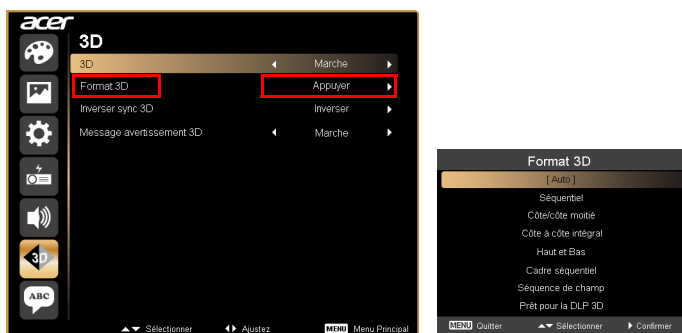 acer
3D
3D Marche
Format 3D Appuyer
Inverser sync 3D Inverser
Message avertissement 3D Marche
3D
ABC
Sélectionner Ajustez MENU Menu Principal
Format 3D
[ Auto ]
Séquentiel
Côte/côte moitié
Côte à côte intégral
Haut et Bas
Cadre séquentiel
Séquence de champ
Prêt pour la DLP 3D
MENU Quitter Sélectionner Confirmer